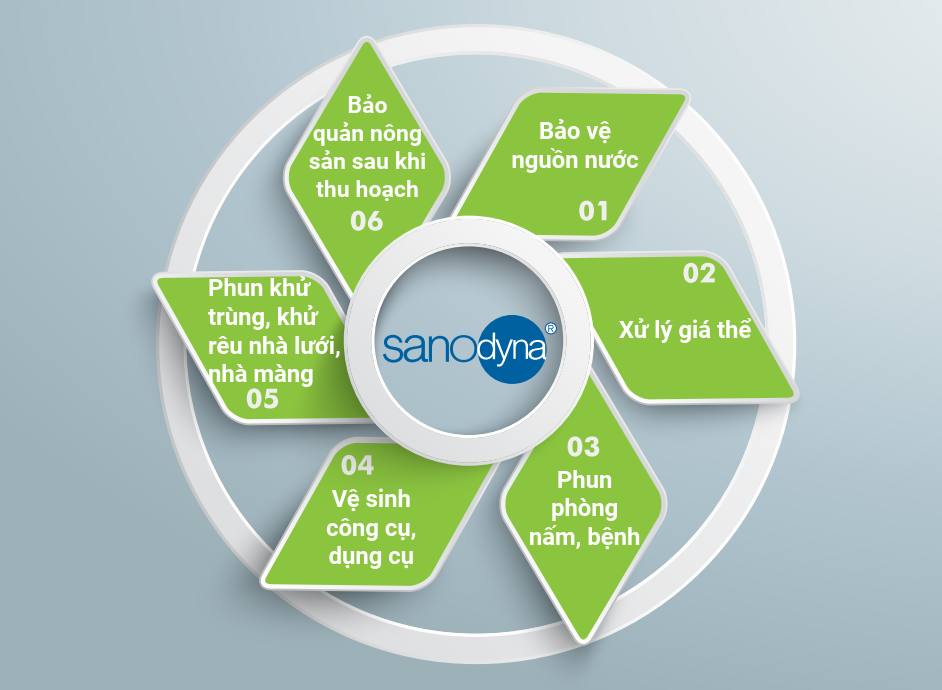 Bảo vệ
nguồn nước
01
02
Xử lý giá thể
03
Phun
phòng
nấm, bệnh
04
Vệ sinh
công cụ,
dụng cụ
Phun khử
trùng, khử
rêu nhà lưới,
nhà màng
05
Bảo
quản nông
sản sau khi
thu hoạch
06
sanodyna®